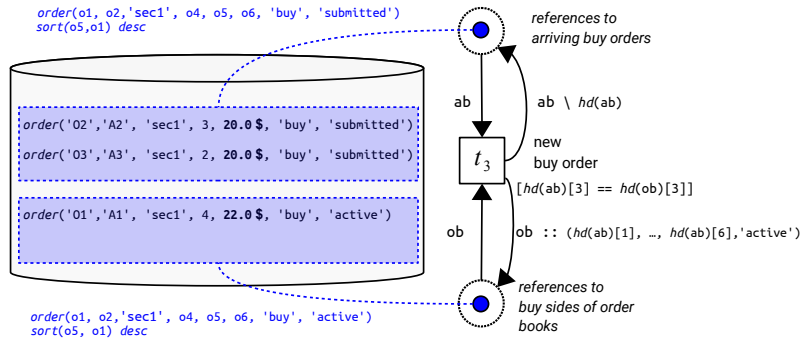 order(o1, o2,'sec1', o4, o5, o6, 'buy', 'submitted')
sort(o5,o1) desc
references to
arriving buy orders
ab
ab \ hd(ab)
order('O2','A2', 'sec1', 3, 20.0 $, 'buy', 'submitted')
order('O3','A3', 'sec1', 2, 20.0 $, 'buy', 'submitted')
t3
new
buy order
[hd(ab)[3] == hd(ob)[3]]
order('O1','A1', 'sec1', 4, 22.0 $, 'buy', 'active')
ob
ob :: (hd(ab)[1], …, hd(ab)[6],'active')
references to
buy sides of order
books
order(o1, o2,'sec1', o4, o5, o6, 'buy', 'active')
sort(o5, o1) desc